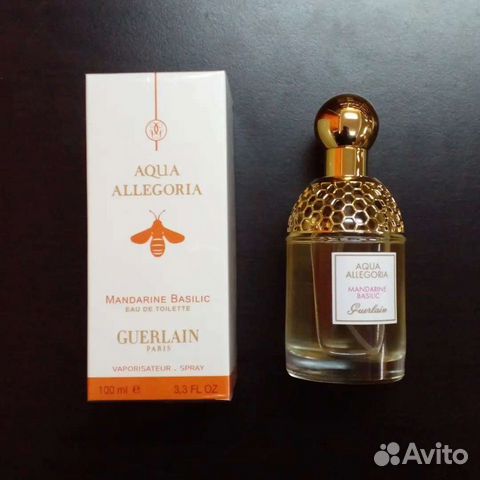 AQUA
ALLEGORIA
MANDARINE BASILIC
EAU DE TOILETTE
GUERLAIN
PARIS
VAPORISATEUR - SPRAY
100 ml e 3,3 FL OZ
AQUA
ALLEGORIA
MANDARINE
BASILIC
Guerlain
Avito